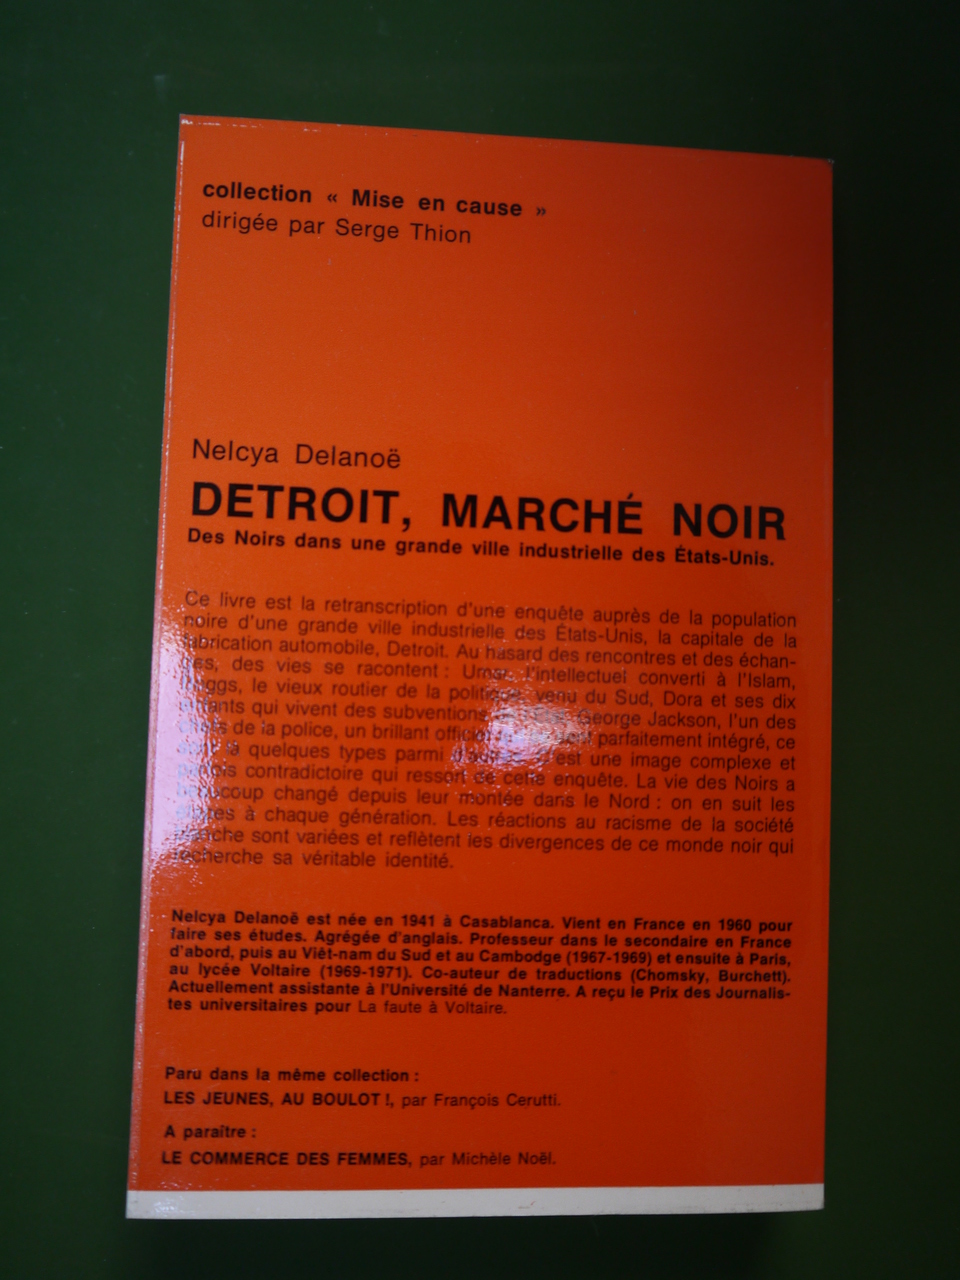 collection « Mise en cause »
dirigée par Serge Thion
Nelcya Delanoë
DETROIT, MARCHÉ NOIR
Des Noirs dans une grande ville industrielle des États-Unis.
Ce livre est la retranscription d'une enquête auprès de la population
noire d'une grande ville industrielle des États-Unis, la capitale de la
fabrication automobile, Detroit. Au hasard des rencontres et des échan-
ges, des vies se racontent : l'intellectuel converti à l'Islam,
le vieux routier de la politique, venu du Sud, Dora et ses dix
enfants qui vivent des subventions George Jackson, l'un des
chefs de la police, un brillant officier parfaitement intégré, ce
quelques types parmi d'autres. C'est une image complexe et
parfois contradictoire qui ressort de cette enquête. La vie des Noirs a
beaucoup changé depuis leur montée dans le Nord : on en suit les
étapes à chaque génération. Les réactions au racisme de la société
blanche sont variées et reflètent les divergences de ce monde noir qui
recherche sa véritable identité.
Nelcya Delanoë est née en 1941 à Casablanca. Vient en France en 1960 pour
faire ses études. Agrégée d'anglais. Professeur dans le secondaire en France
d'abord, puis au Viêt-nam du Sud et au Cambodge (1967-1969) et ensuite à Paris,
au lycée Voltaire (1969-1971). Co-auteur de traductions (Chomsky, Burchett).
Actuellement assistante à l'Université de Nanterre. A reçu le Prix des Journalis-
tes universitaires pour La faute à Voltaire.
Paru dans la même collection :
LES JEUNES, AU BOULOT !, par François Cerutti.
A paraître :
LE COMMERCE DES FEMMES, par Michèle Noël.